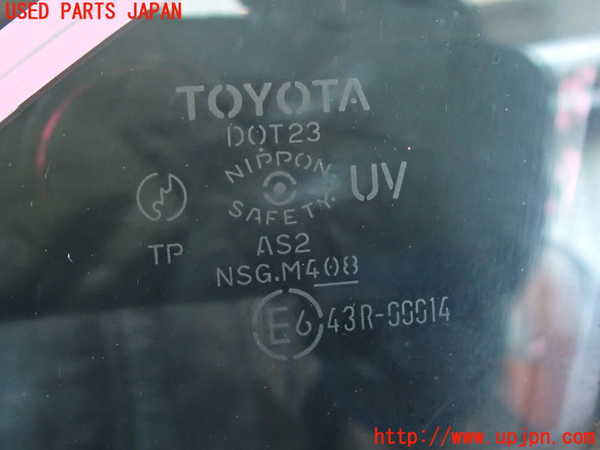 USED PARTS JAPAN
TOYOTA
DOT23
NIPPON
SAFETY
UV
TP
AS2
NSG.M408
E6 43R-00014
http://www.upjpn.com/